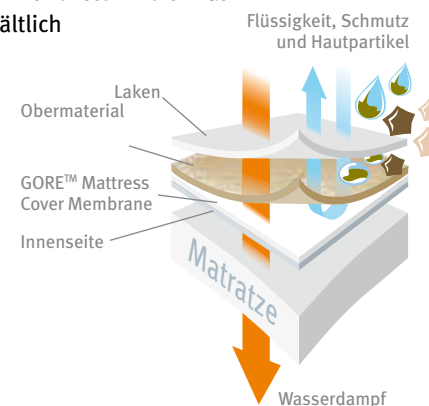 ältlich
Flüssigkeit, Schmutz
und Hautpartikel
Laken
Obermaterial
GORE™ Mattress
Cover Membrane
Innenseite
Matratze
Wasserdampf